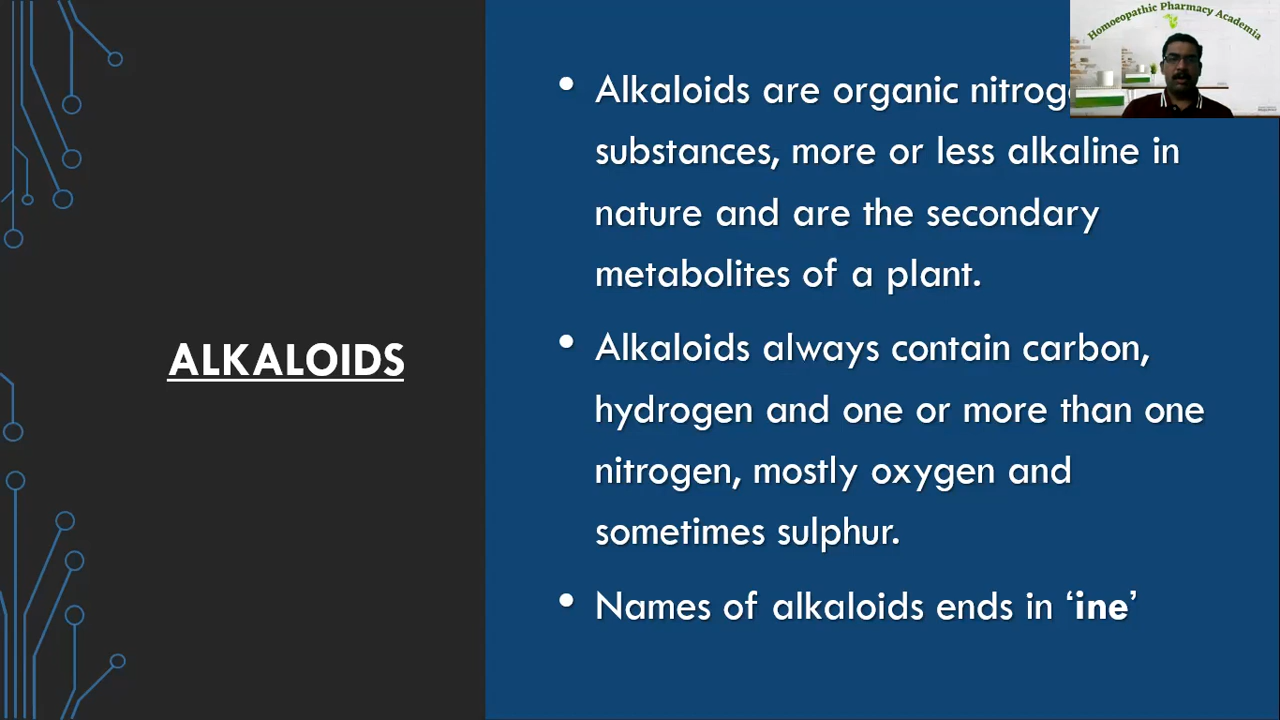 Homoeopathic Pharmacy Academia
• Alkaloids are organic
substances, more or less alkaline in
nature and are the secondary
metabolites of a plant.
ALKALOIDS
• Alkaloids always contain carbon,
hydrogen and one or more than one
nitrogen, mostly oxygen and
sometimes sulphur.
• Names of alkaloids ends in ‘ine’